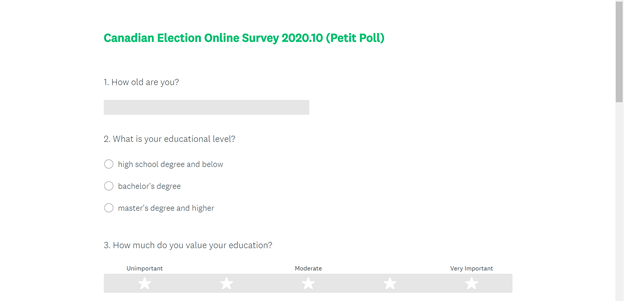 Canadian Election Online Survey 2020.10 (Petit Poll)
1. How old are you?
2. What is your educational level?
high school degree and below
bachelor's degree
master's degree and higher
3. How much do you value your education?
Unimportant Moderate Very Important